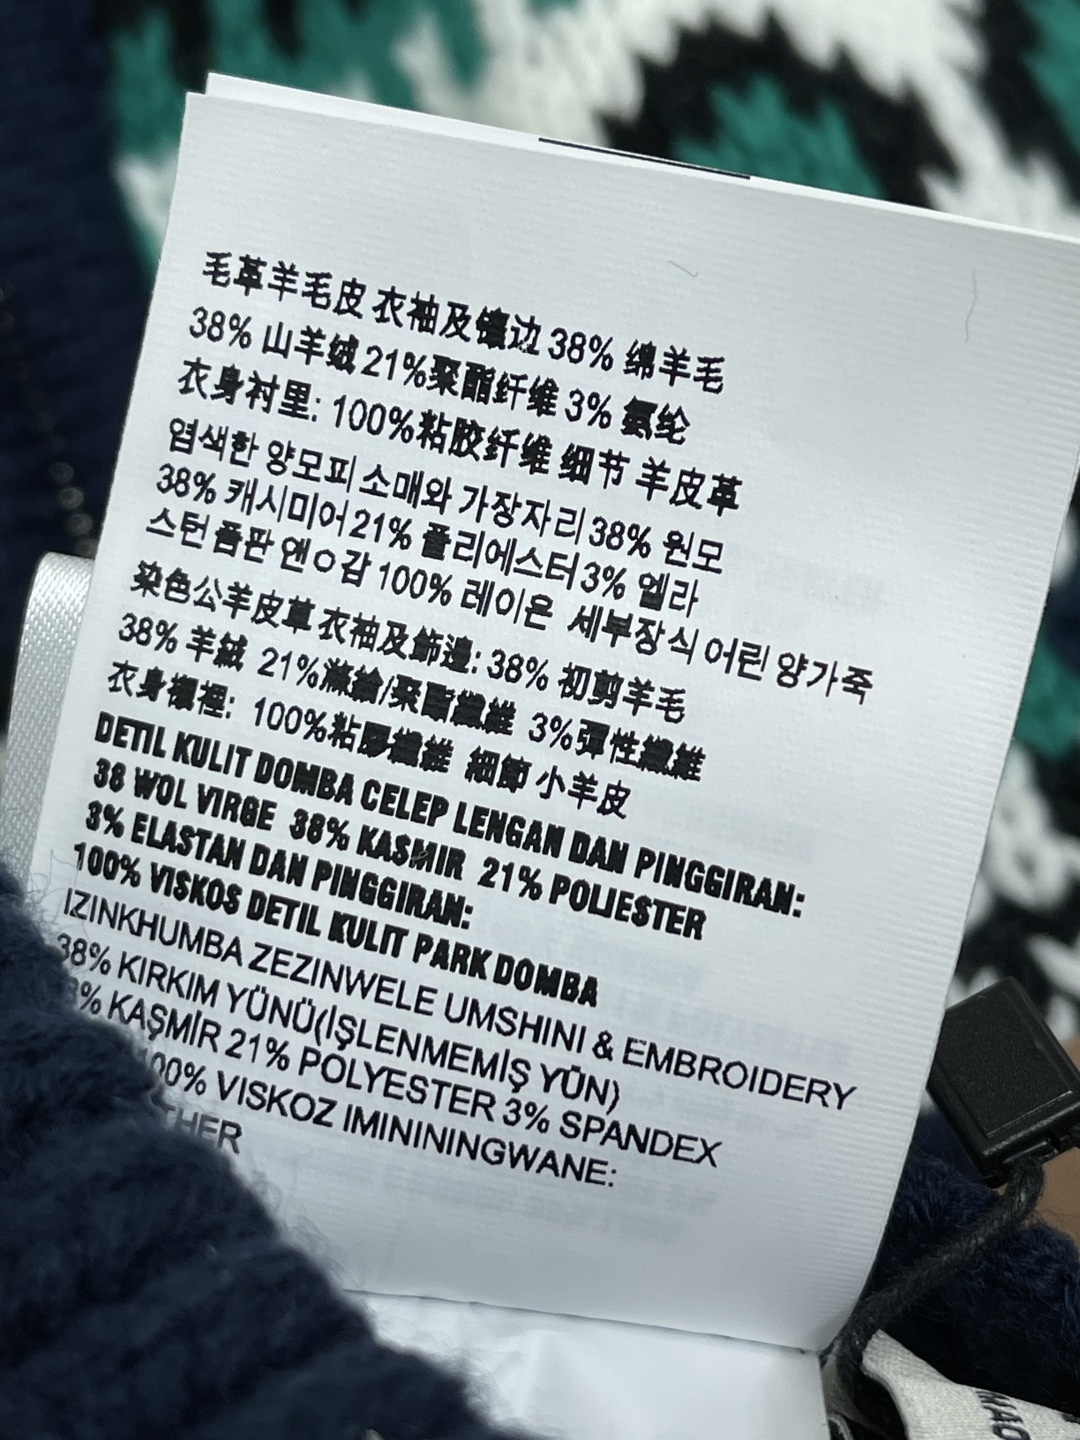 毛革羊毛皮 衣袖及镶边 38% 绵羊毛
38% 山羊绒 21%聚酯纤维 3% 氨纶
衣身衬里: 100%粘胶纤维 细节 羊皮革
염색한 양모피 소매와 가장자리 38% 원모
38% 캐시미어 21% 폴리에스터 3% 엘라
스턴 몸판 앤ㅇ감 100% 레이온 세부장식 어린 양가죽
染色公羊皮草 衣袖及飾邊: 38% 初剪羊毛
38% 羊絨 21%滌綸/聚酯纖維 3%彈性纖維
衣身襯裡: 100%粘膠纖維 細節 小羊皮
DETIL KULIT DOMBA CELEP LENGAN DAN PINGGIRAN:
38 WOL VIRGE 38% KASMIR 21% POLIESTER
3% ELASTAN DAN PINGGIRAN:
100% VISKOS DETIL KULIT PARK DOMBA
IZINKHUMBA ZEZINWELE UMSHINI & EMBROIDERY
38% KIRKIM YÜNÜ(İŞLENMEMİŞ YÜN)
% KAŞMİR 21% POLYESTER 3% SPANDEX
00% VISKOZ IMININININGWANE:
THER